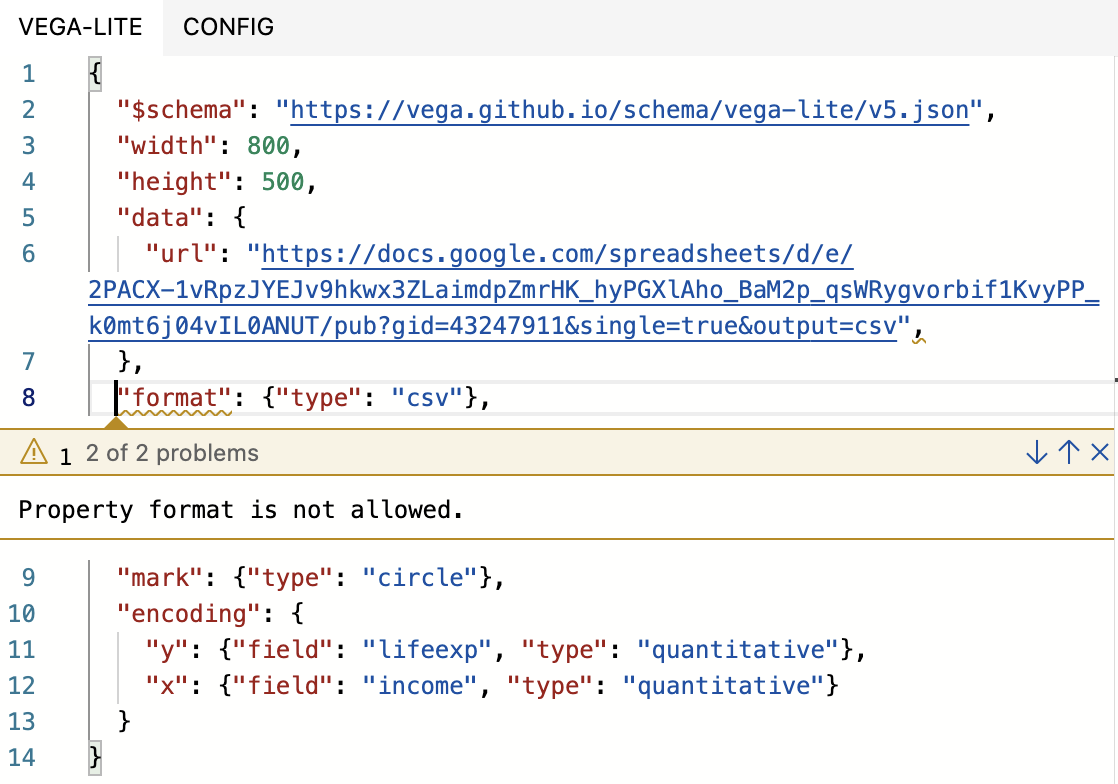 VEGA-LITE CONFIG
1 {
2 "$schema": "https://vega.github.io/schema/vega-lite/v5.json",
3 "width": 800,
4 "height": 500,
5 "data": {
6 "url": "https://docs.google.com/spreadsheets/d/e/
2PACX-1vRpzJYEJv9hkwx3ZLaimdpZmrHK_hyPGXlAho_BaM2p_qsWRygvorbif1KvyPP_
k0mt6j04vIL0ANUT/pub?gid=43247911&single=true&output=csv",
7 },
8 "format": {"type": "csv"},
1 2 of 2 problems
Property format is not allowed.
9 "mark": {"type": "circle"},
10 "encoding": {
11 "y": {"field": "lifeexp", "type": "quantitative"},
12 "x": {"field": "income", "type": "quantitative"}
13 }
14 }